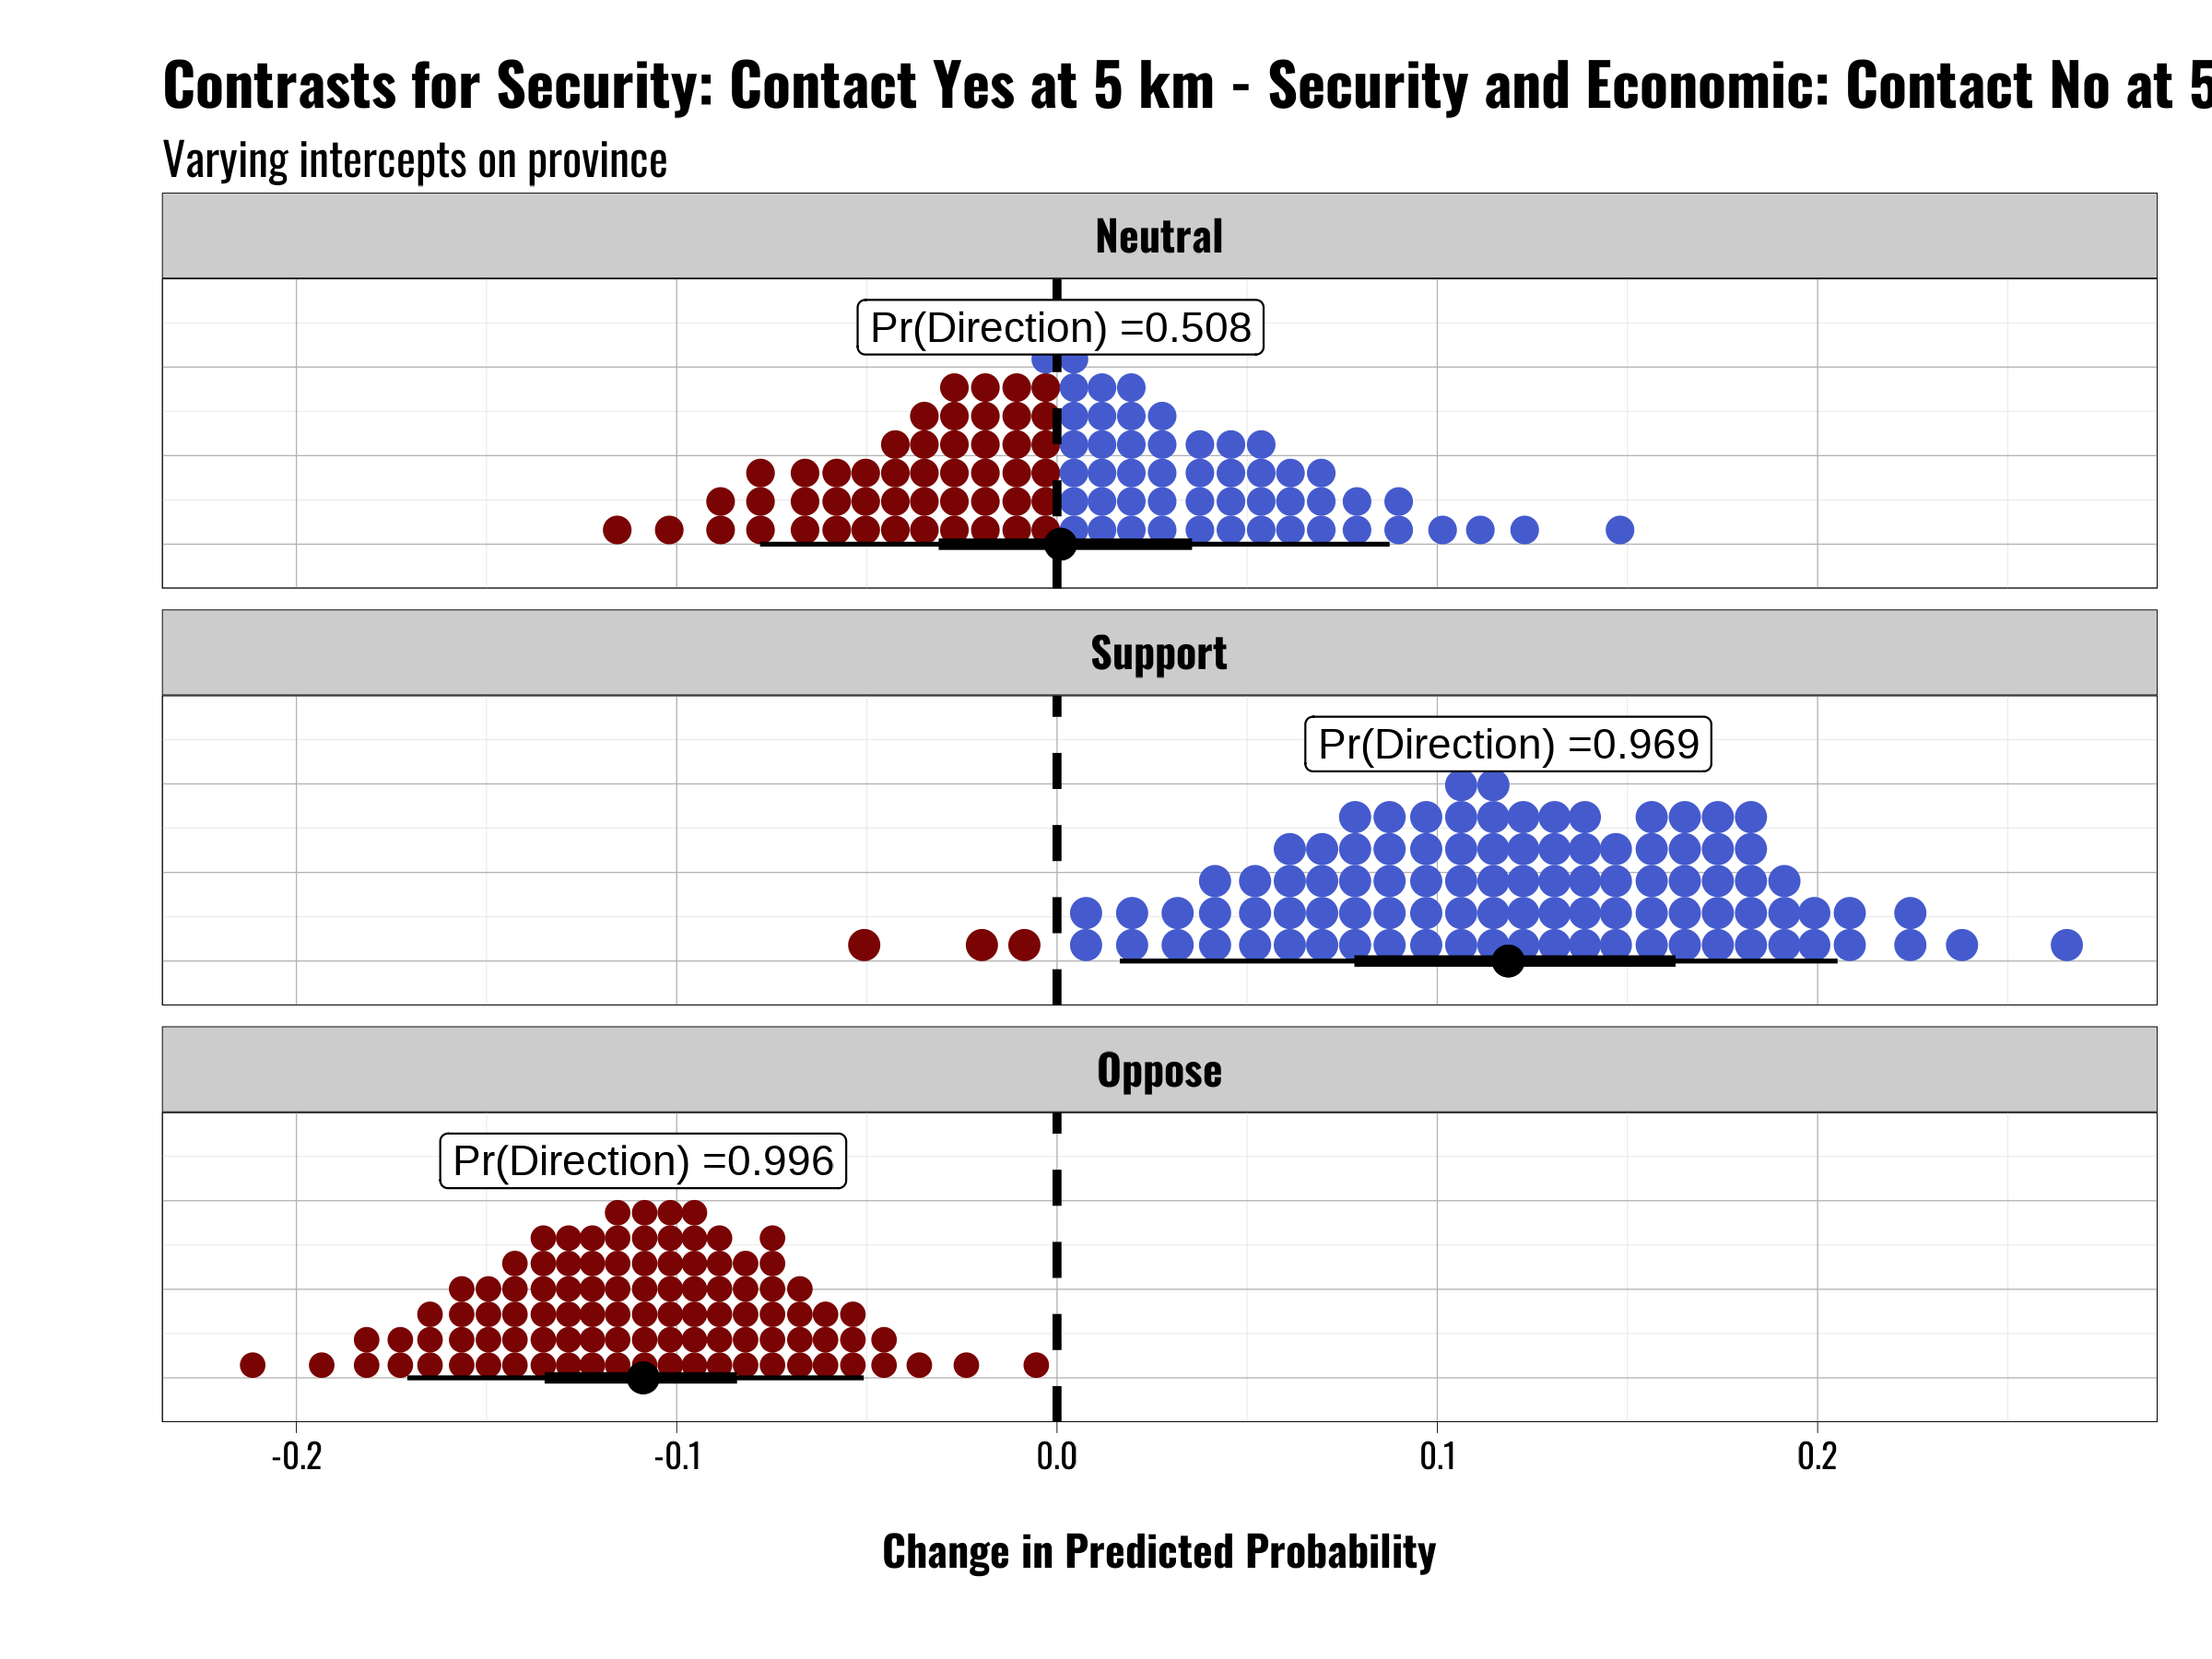 Contrasts for Security: Contact Yes at 5 km - Security and Economic: Contact No at 5
Varying intercepts on province
Neutral
Pr(Direction) =0.508
Support
Pr(Direction) =0.969
Oppose
Pr(Direction) =0.996
-0.2 -0.1 0.0 0.1 0.2
Change in Predicted Probability